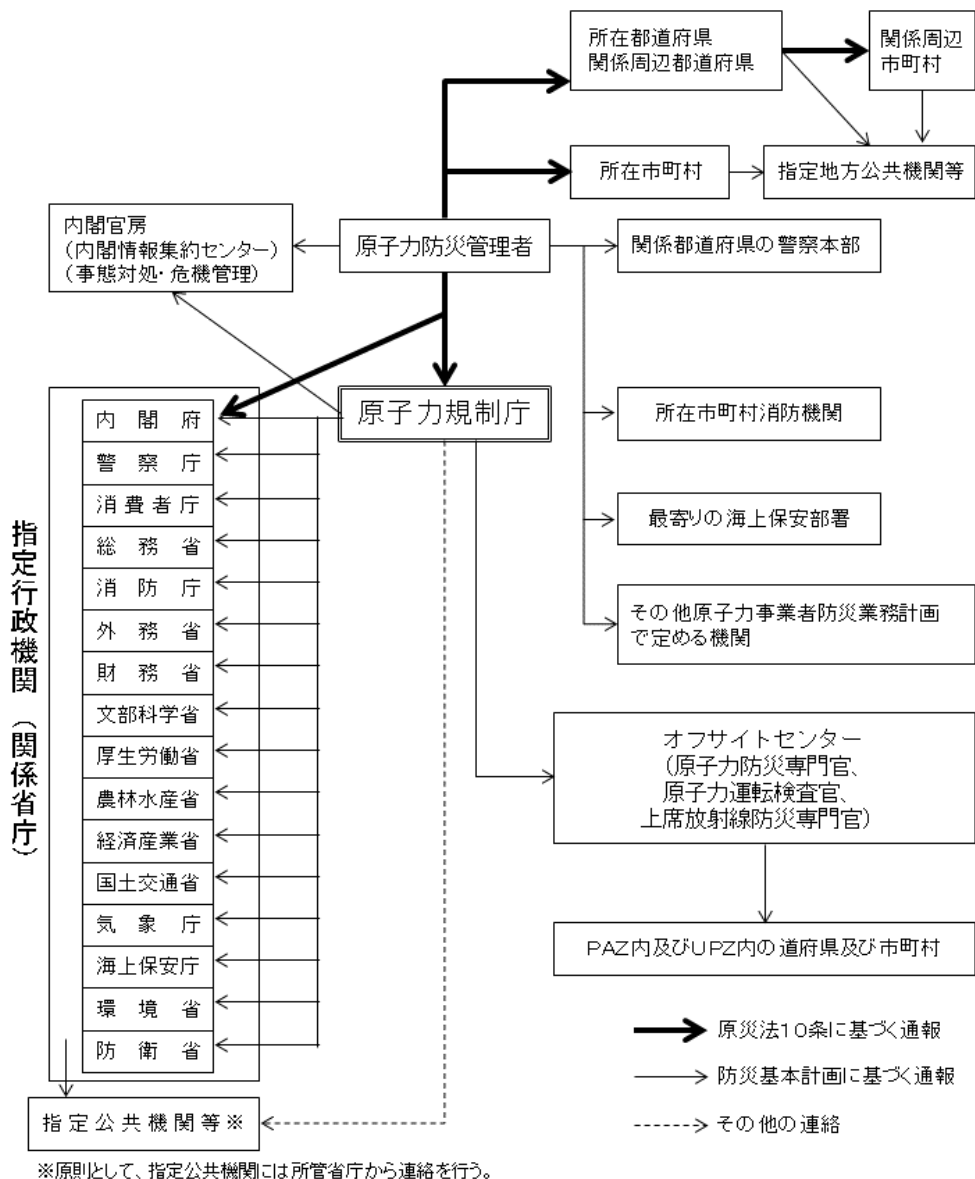 所在都道府県
関係周辺都道府県
関係周辺
市町村
所在市町村
指定地方公共機関等
内閣官房
(内閣情報集約センター)
(事態対処・危機管理)
原子力防災管理者
関係都道府県の警察本部
原子力規制庁
所在市町村消防機関
最寄りの海上保安部署
その他原子力事業者防災業務計画
で定める機関
指定行政機関(関係省庁)
内閣府
警察庁
消費者庁
総務省
消防庁
外務省
財務省
文部科学省
厚生労働省
農林水産省
経済産業省
国土交通省
気象庁
海上保安庁
環境省
防衛省
オフサイトセンター
(原子力防災専門官、
原子力運転検査官、
上席放射線防災専門官)
PAZ内及びUPZ内の道府県及び市町村
原災法10条に基づく通報
防災基本計画に基づく通報
その他の連絡
指定公共機関等※
※原則として、指定公共機関には所管省庁から連絡を行う。